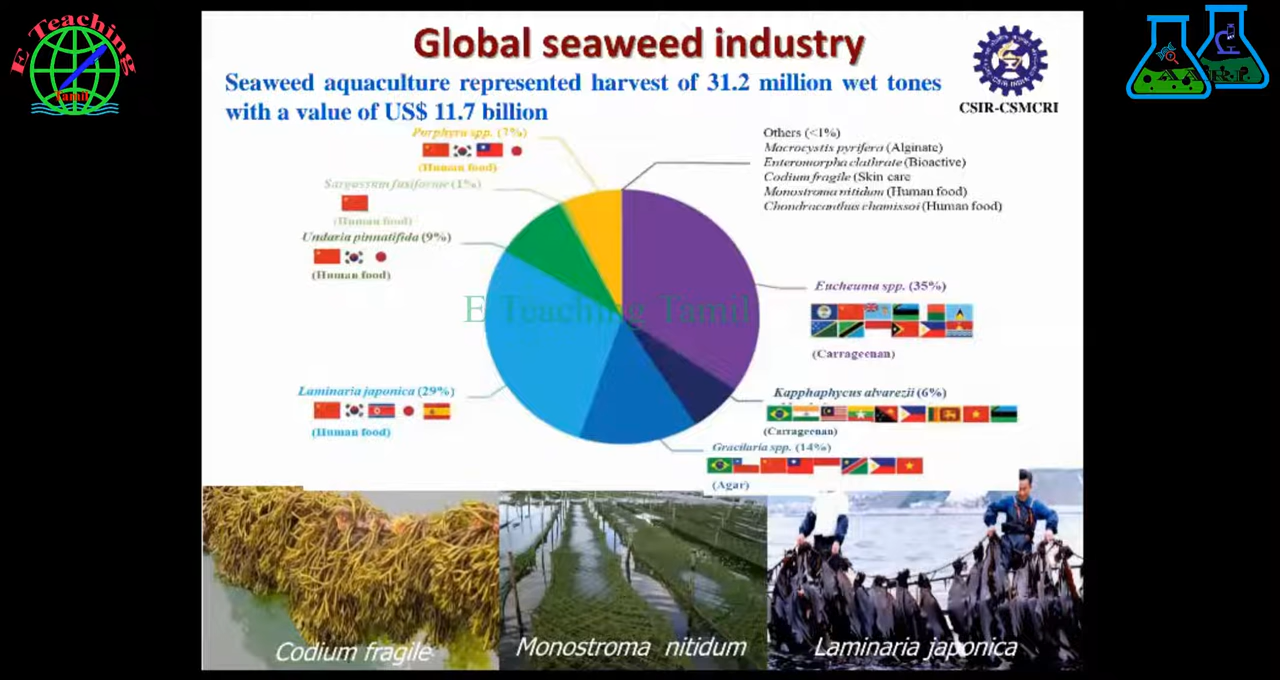 E Teaching
Tamil
Global seaweed industry
Seaweed aquaculture represented harvest of 31.2 million wet tones
with a value of US$ 11.7 billion
CSIR-CSMCRI
A.A.R.I.
Porphyra spp. (7%)
(Human food)
Sargassum fusiforme (1%)
(Human food)
Undaria pinnatifida (9%)
(Human food)
Laminaria japonica (29%)
(Human food)
Others (<1%)
Macrocystis pyrifera (Alginate)
Enteromorpha clathrate (Bioactive)
Codium fragile (Skin care
Monostroma nitidum (Human food)
Chondracanthus chamissoi (Human food)
Eucheuma spp. (35%)
(Carrageenan)
Kapphaphycus alvarezii (6%)
(Carrageenan)
Gracilaria spp. (14%)
(Agar)
E Teaching Tamil
Codium fragile
Monostroma nitidum
Laminaria japonica